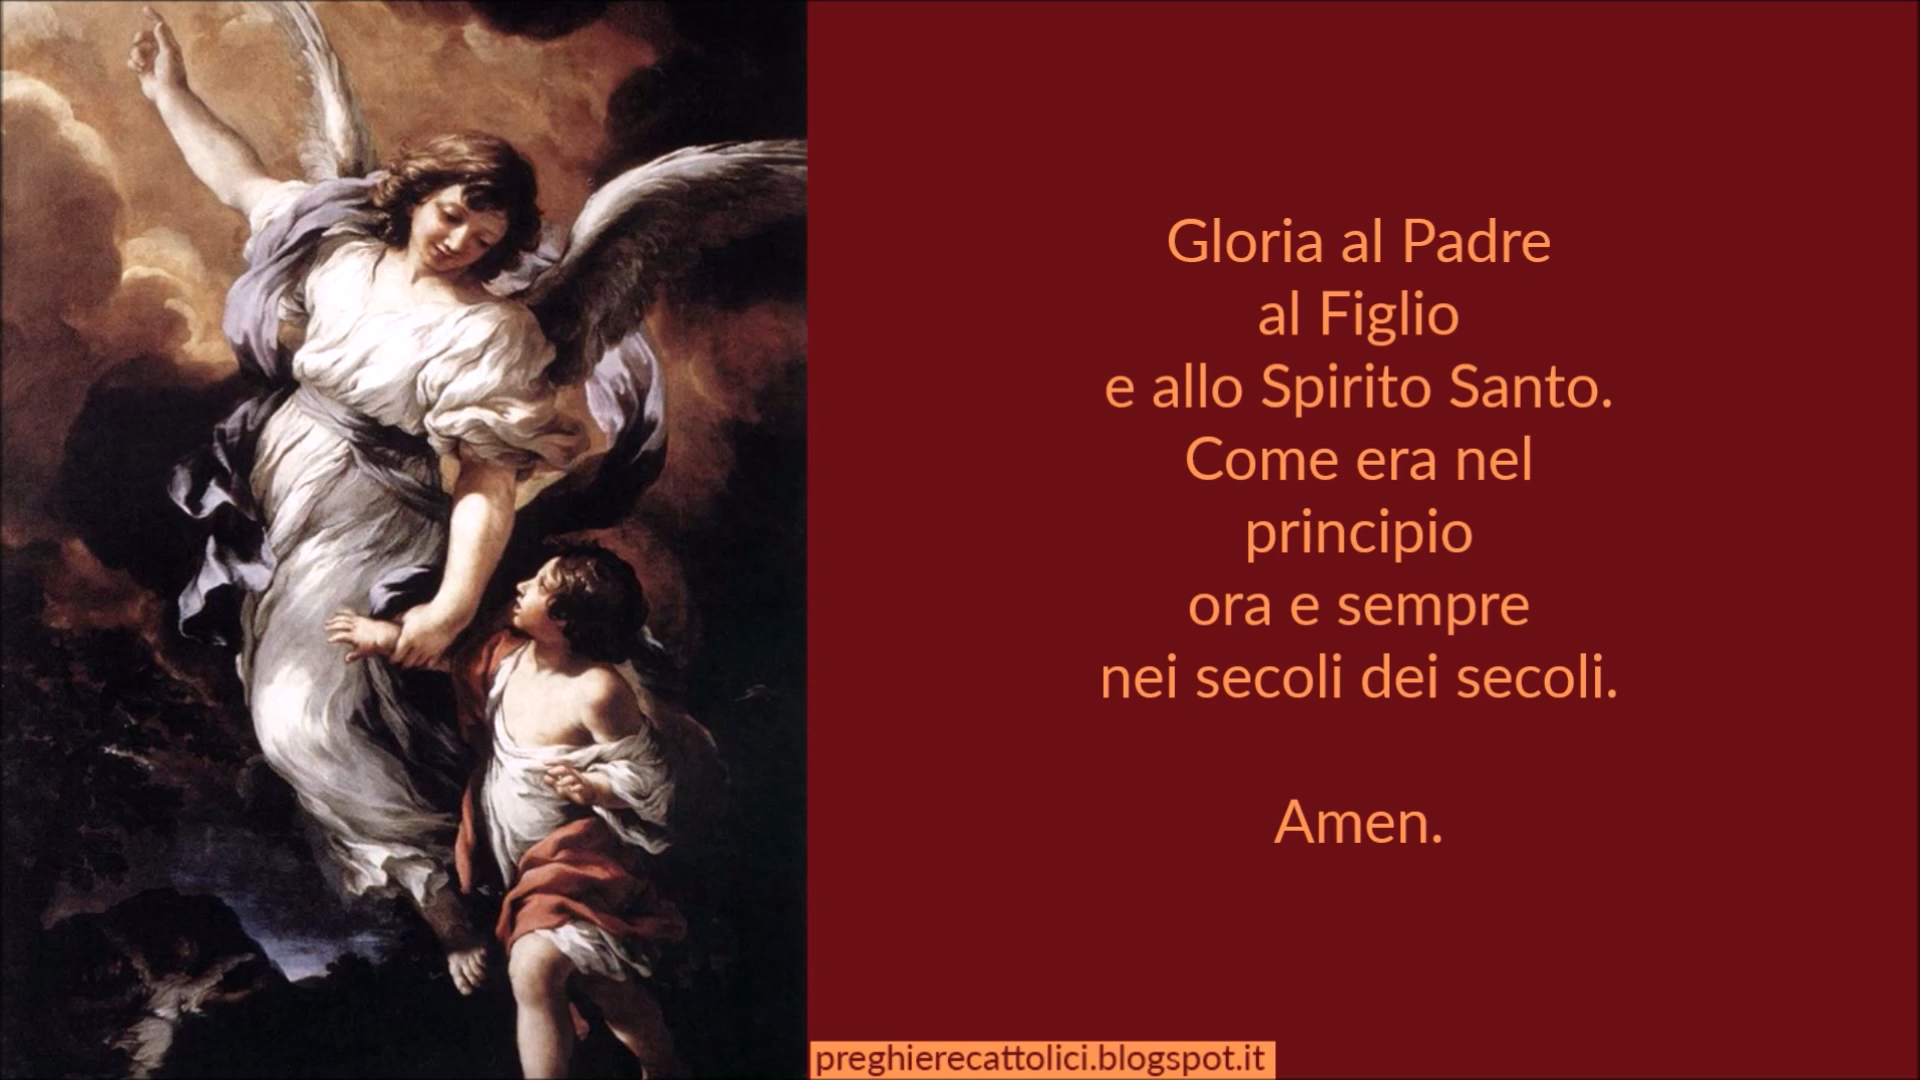 Gloria al Padre
al Figlio
e allo Spirito Santo.
Come era nel
principio
ora e sempre
nei secoli dei secoli.
Amen.
preghierecattolici.blogspot.it